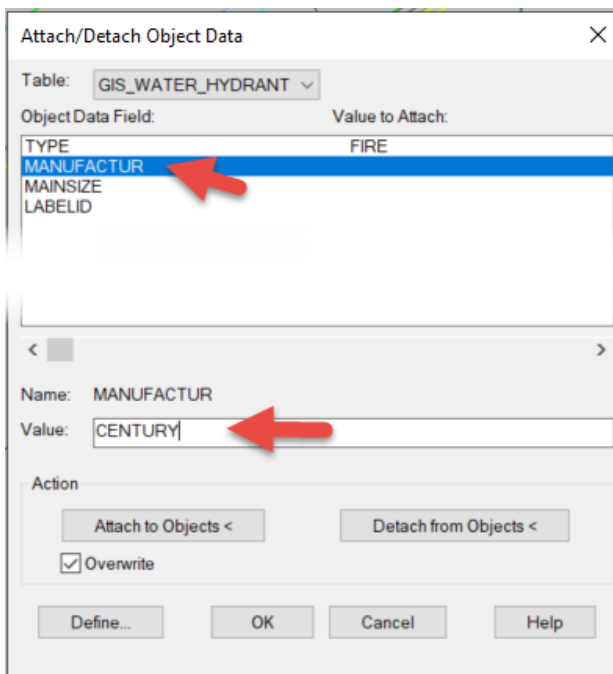 Attach/Detach Object Data
Table: GIS_WATER_HYDRANT
Object Data Field: Value to Attach:
TYPE FIRE
MANUFACTUR
MAINSIZE
LABELID
Name: MANUFACTUR
Value: CENTURY
Action
Attach to Objects < Detach from Objects <
Overwrite
Define... OK Cancel Help